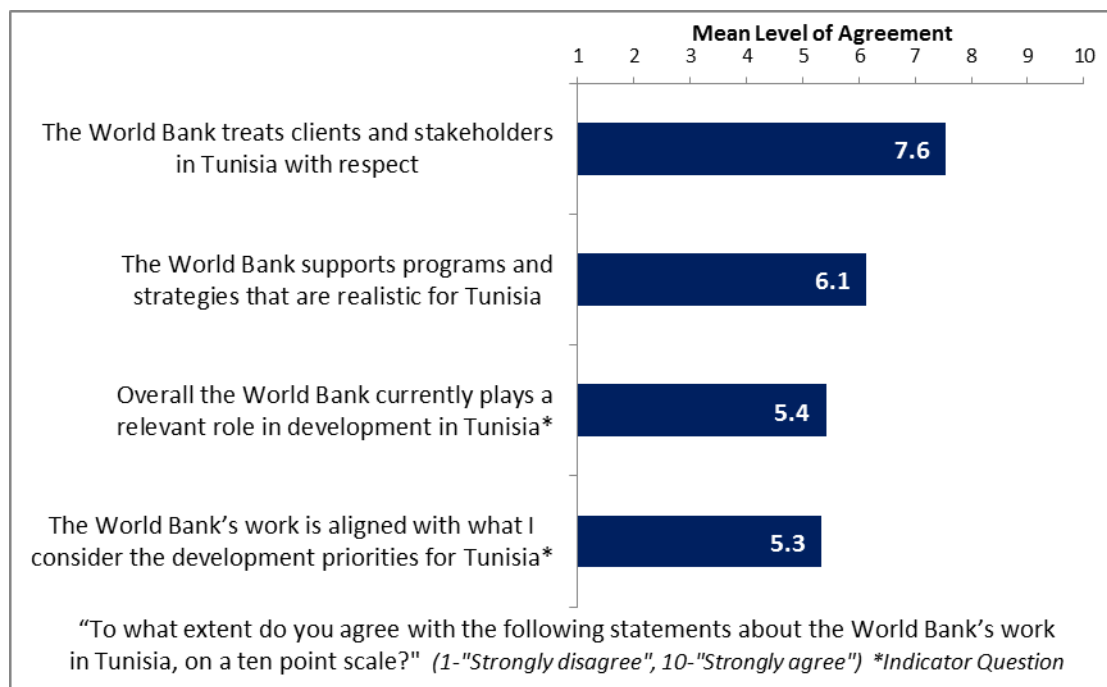 Mean Level of Agreement
1 2 3 4 5 6 7 8 9 10
The World Bank treats clients and stakeholders
in Tunisia with respect
7.6
The World Bank supports programs and
strategies that are realistic for Tunisia
6.1
Overall the World Bank currently plays a
relevant role in development in Tunisia*
5.4
The World Bank’s work is aligned with what I
consider the development priorities for Tunisia*
5.3
“To what extent do you agree with the following statements about the World Bank’s work
in Tunisia, on a ten point scale?" (1-"Strongly disagree", 10-"Strongly agree") *Indicator Question